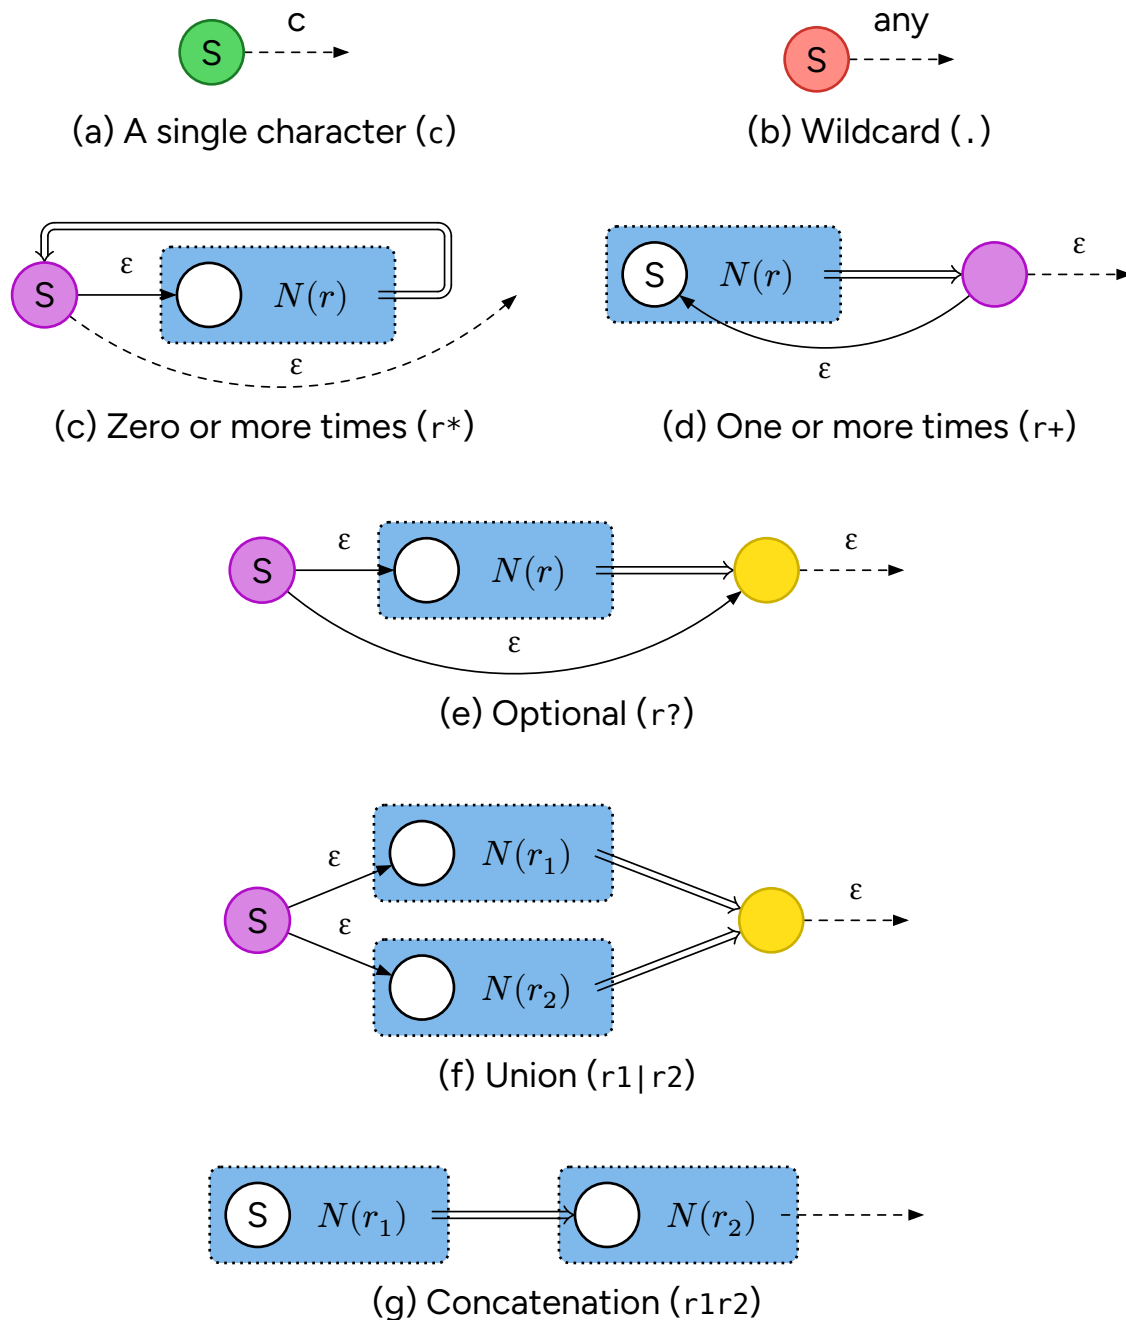 c
any
S
S
(a) A single character (c)
(b) Wildcard (.)
ε
S
N(r)
ε
S
N(r)
ε
ε
(c) Zero or more times (r*)
(d) One or more times (r+)
ε
ε
S
N(r)
ε
(e) Optional (r?)
ε
N(r₁)
ε
S
ε
N(r₂)
(f) Union (r1|r2)
S
N(r₁)
N(r₂)
(g) Concatenation (r1r2)